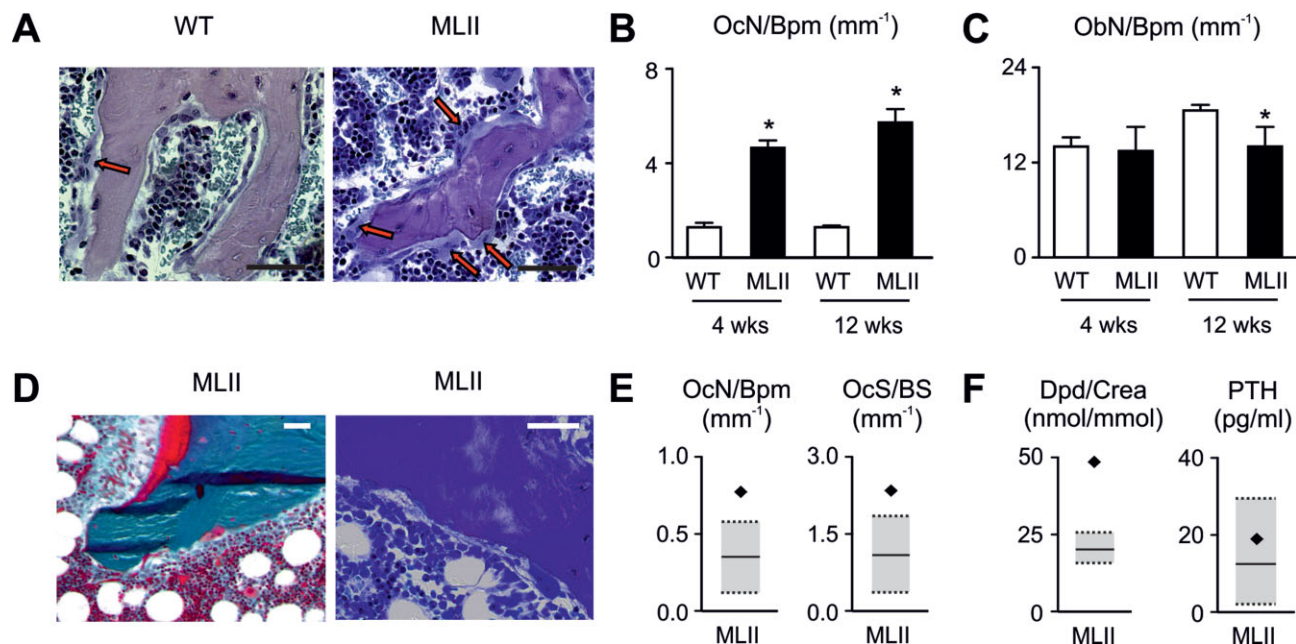 A
WT
MLII
B
OcN/Bpm (mm⁻¹)
8
4
0
*
*
WT MLII WT MLII
4 wks 12 wks
C
ObN/Bpm (mm⁻¹)
24
12
0
*
WT MLII WT MLII
4 wks 12 wks
D
MLII
MLII
E
OcN/Bpm
(mm⁻¹)
1.0
0.5
0.0
MLII
OcS/BS
(mm⁻¹)
3.0
1.5
0.0
MLII
F
Dpd/Crea
(nmol/mmol)
50
25
0
MLII
PTH
(pg/ml)
40
20
0
MLII